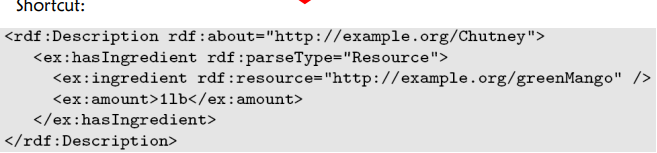 Shortcut:
<rdf:Description rdf:about="http://example.org/Chutney">
   <ex:hasIngredient rdf:parseType="Resource">
     <ex:ingredient rdf:resource="http://example.org/greenMango" />
     <ex:amount>1lb</ex:amount>
   </ex:hasIngredient>
</rdf:Description>